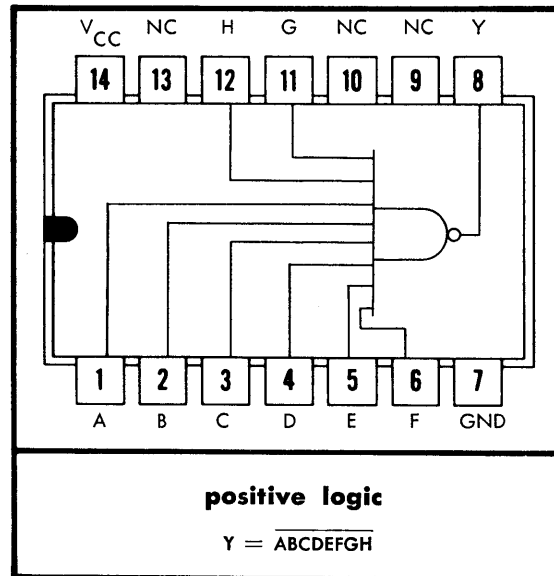 VCC NC H G NC NC Y
14 13 12 11 10 9 8
1 2 3 4 5 6 7
A B C D E F GND
positive logic
Y = \overline{ABCDEFGH}